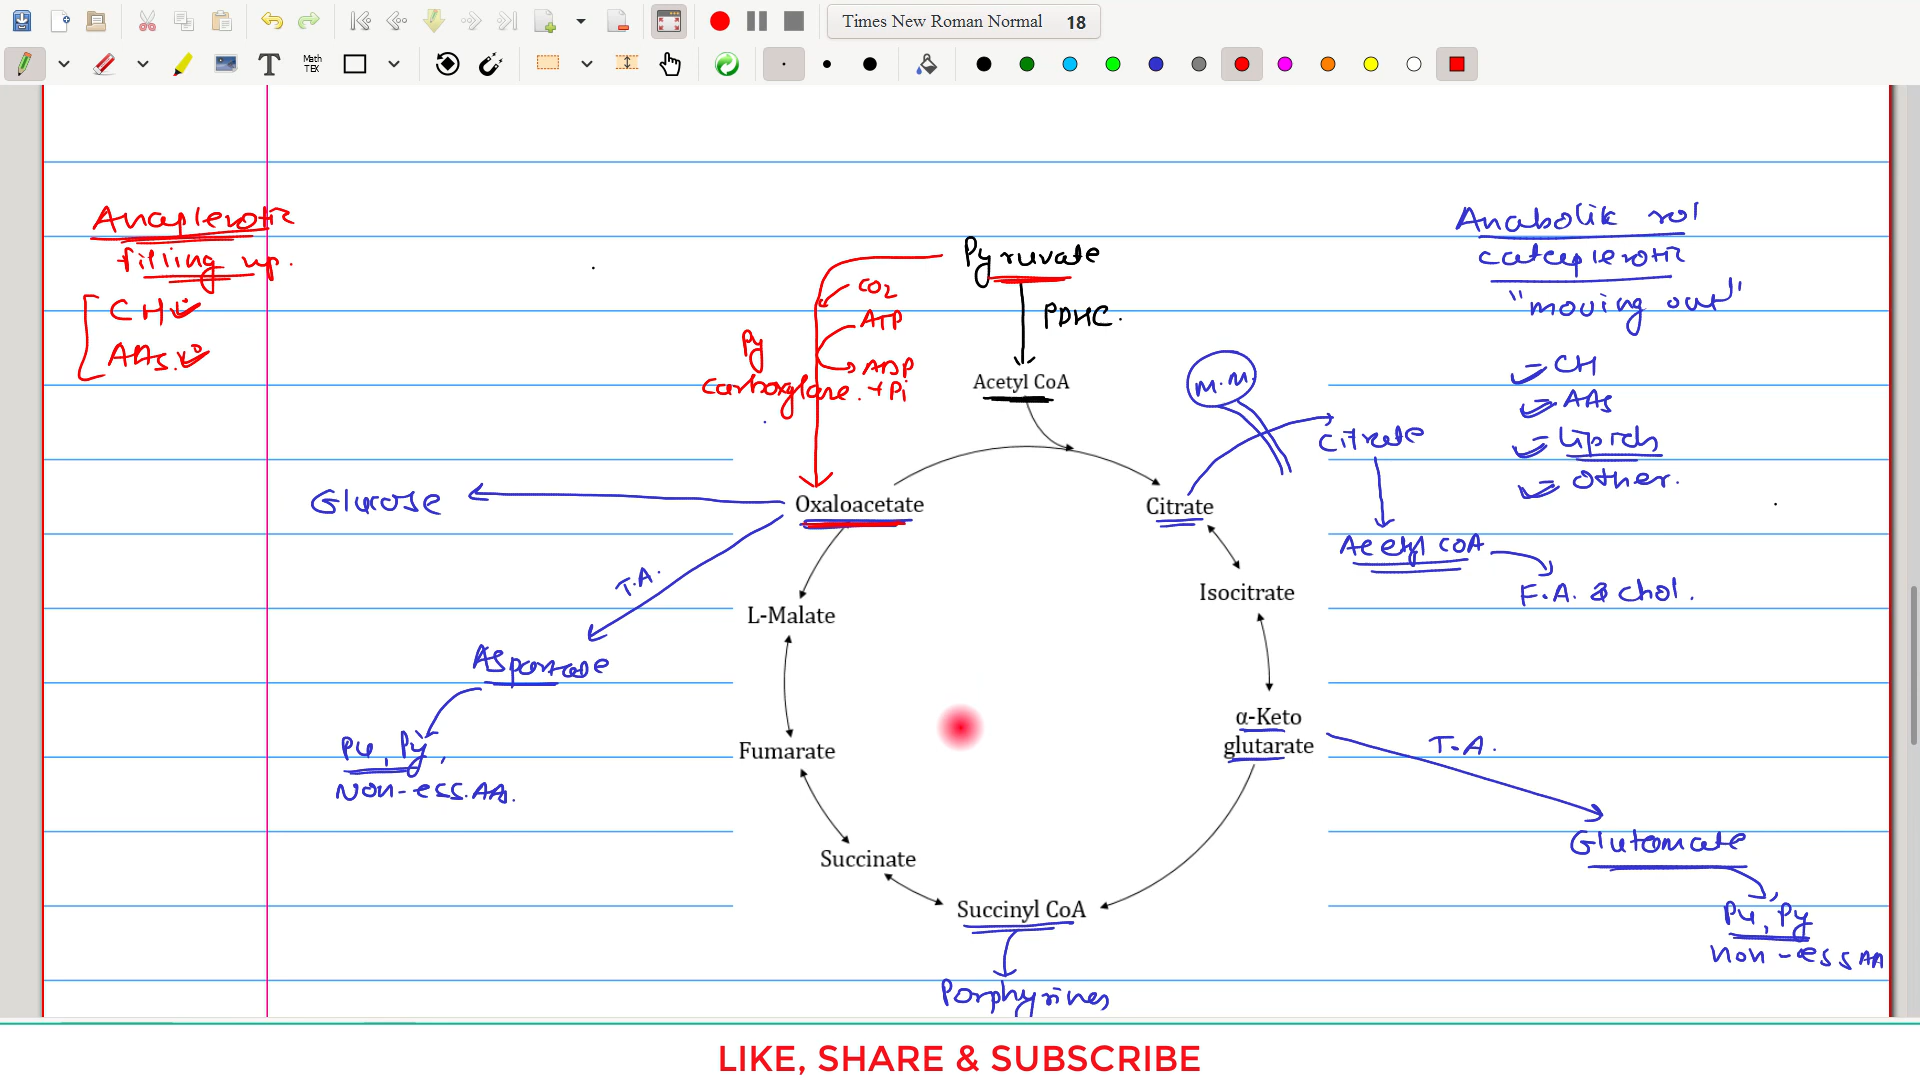 Times New Roman Normal 18
Math
TEX
Anaplerotic
filling up.
CH
AAs.
Pyruvate
PDHC.
CO2
ATP
ADP
+ Pi
Py
carboxylase.
Acetyl CoA
Anabolik rol
cataplerotic
"moving out"
CH
AAs
Lipids
Other.
M.M.
Citrate
Acetyl COA
F.A. & chol.
Glucose
Oxaloacetate
Citrate
T.A.
Isocitrate
L-Malate
Aspartate
Pu, Py,
Non-ess.AA.
α-Keto
glutarate
T.A.
Fumarate
Glutamate
Pu, Py
non-ess AA
Succinate
Succinyl CoA
Porphyrines
LIKE, SHARE & SUBSCRIBE